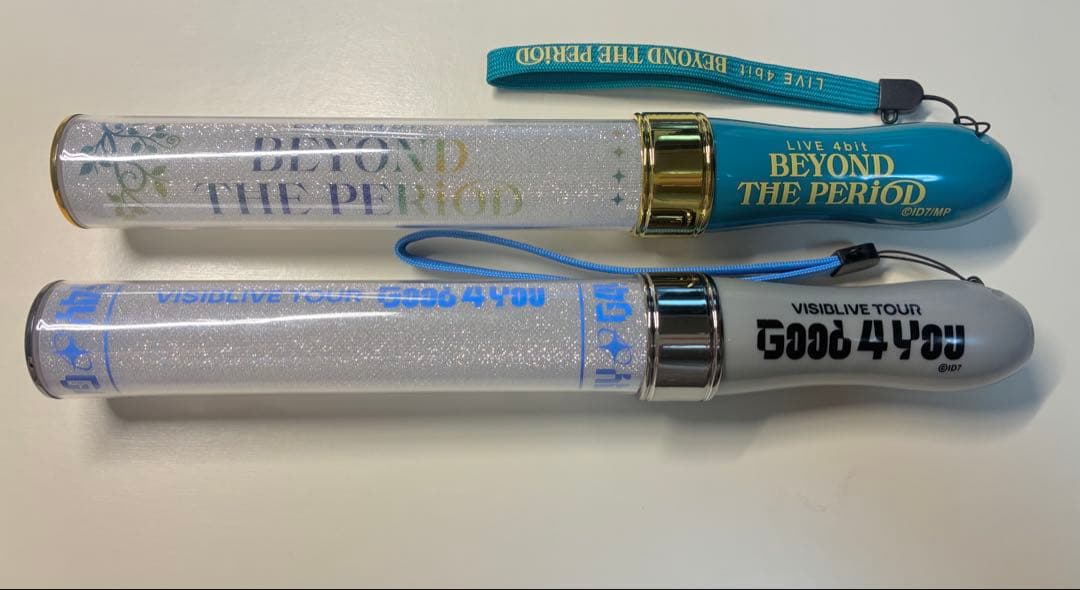 LIVE 4bit BEYOND THE PERiOD
BEYOND
THE PERiOD
LIVE 4bit
BEYOND
THE PERiOD
©ID7/MP
VISIBLIVE TOUR Good 4 You
VISIBLIVE TOUR
Good 4 You
©ID7